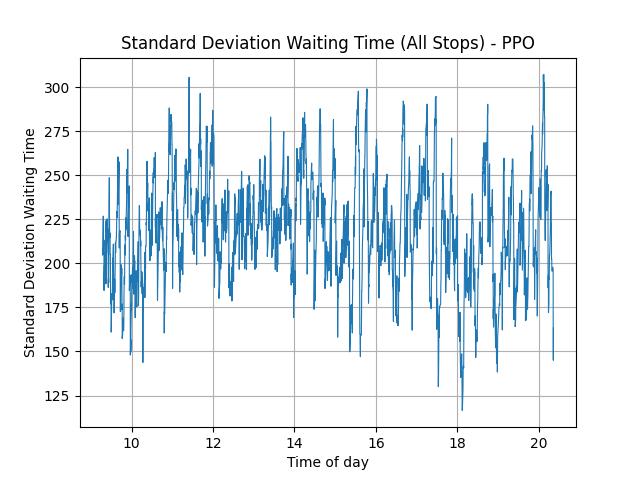 Standard Deviation Waiting Time (All Stops) - PPO
Standard Deviation Waiting Time
300
275
250
225
200
175
150
125
10 12 14 16 18 20
Time of day